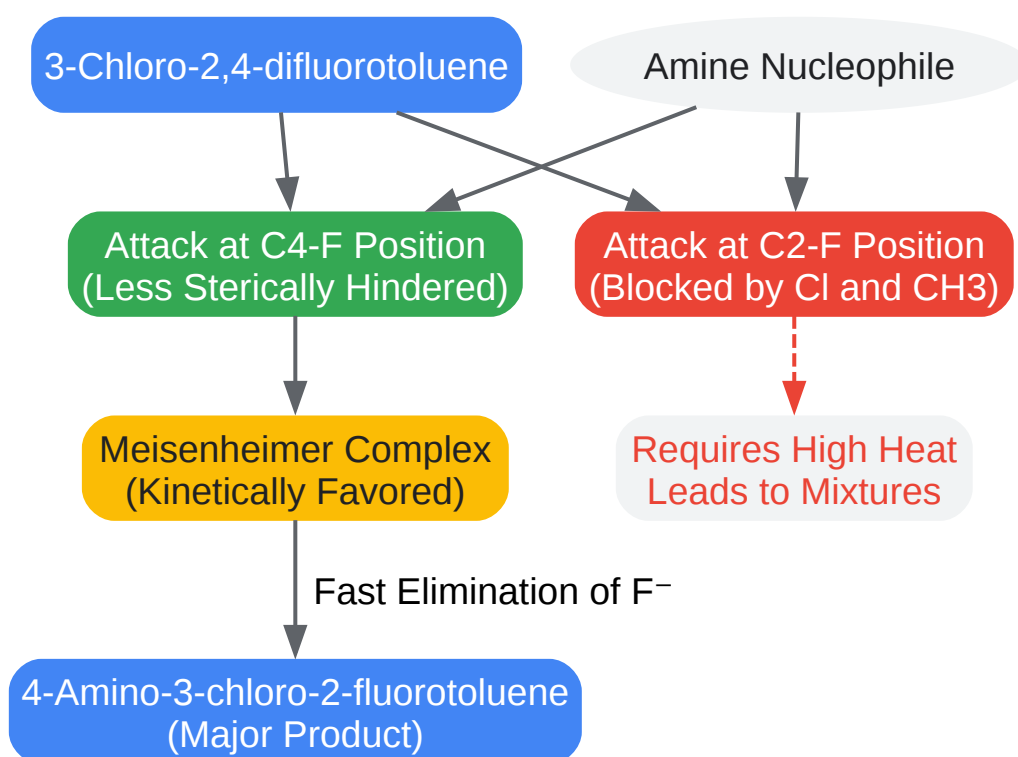 3-Chloro-2,4-difluorotoluene
Amine Nucleophile
Attack at C4-F Position
(Less Sterically Hindered)
Attack at C2-F Position
(Blocked by Cl and CH3)
Meisenheimer Complex
(Kinetically Favored)
Requires High Heat
Leads to Mixtures
Fast Elimination of F⁻
4-Amino-3-chloro-2-fluorotoluene
(Major Product)